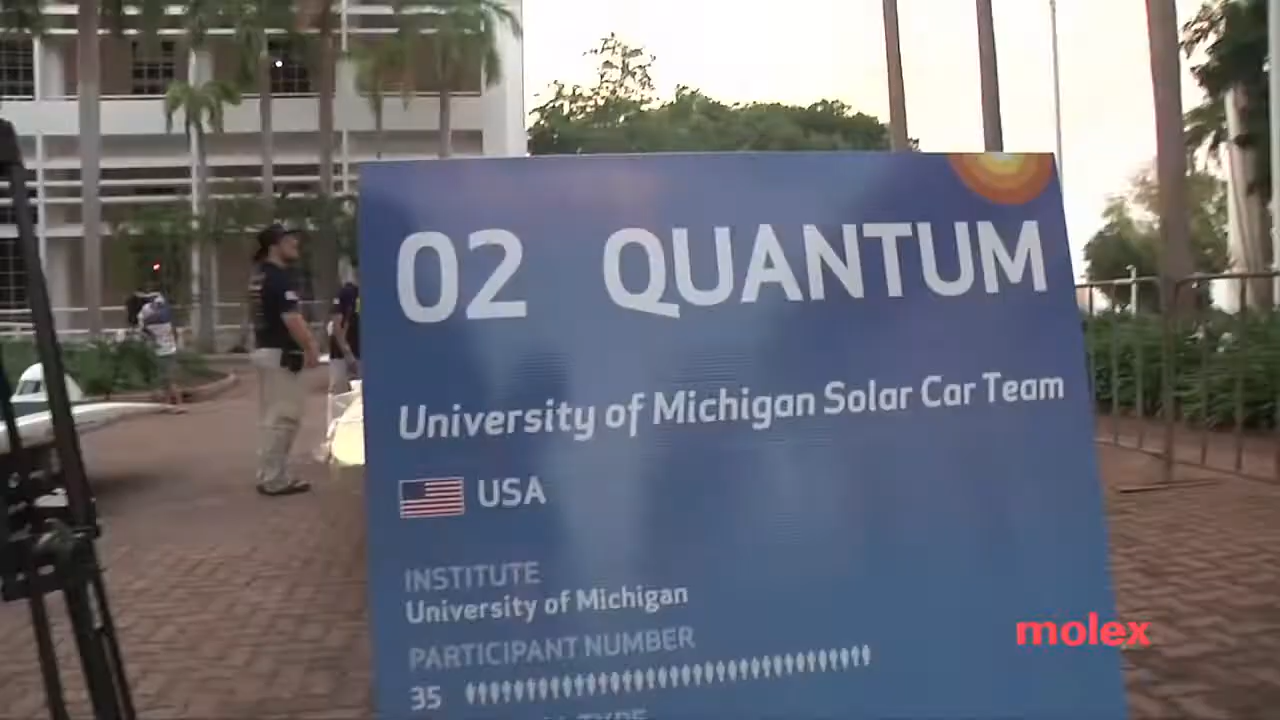 02 QUANTUM
University of Michigan Solar Car Team
USA
INSTITUTE
University of Michigan
PARTICIPANT NUMBER
35
molex